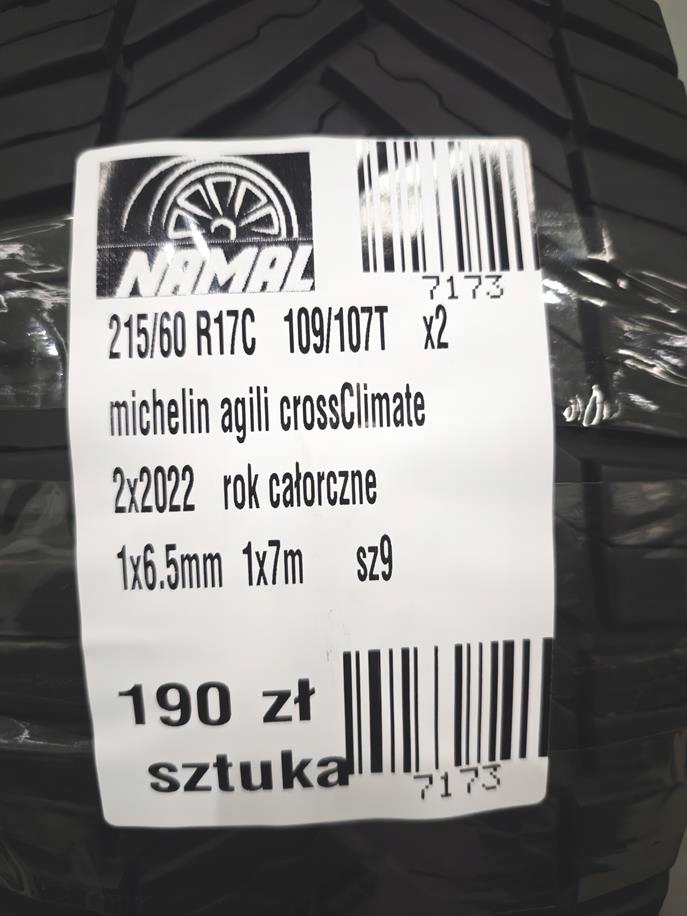 NAMAL
7173
215/60 R17C 109/107T x2
michelin agili crossClimate
2x2022 rok całorczne
1x6.5mm 1x7m sz9
190 zł
sztuka
7173